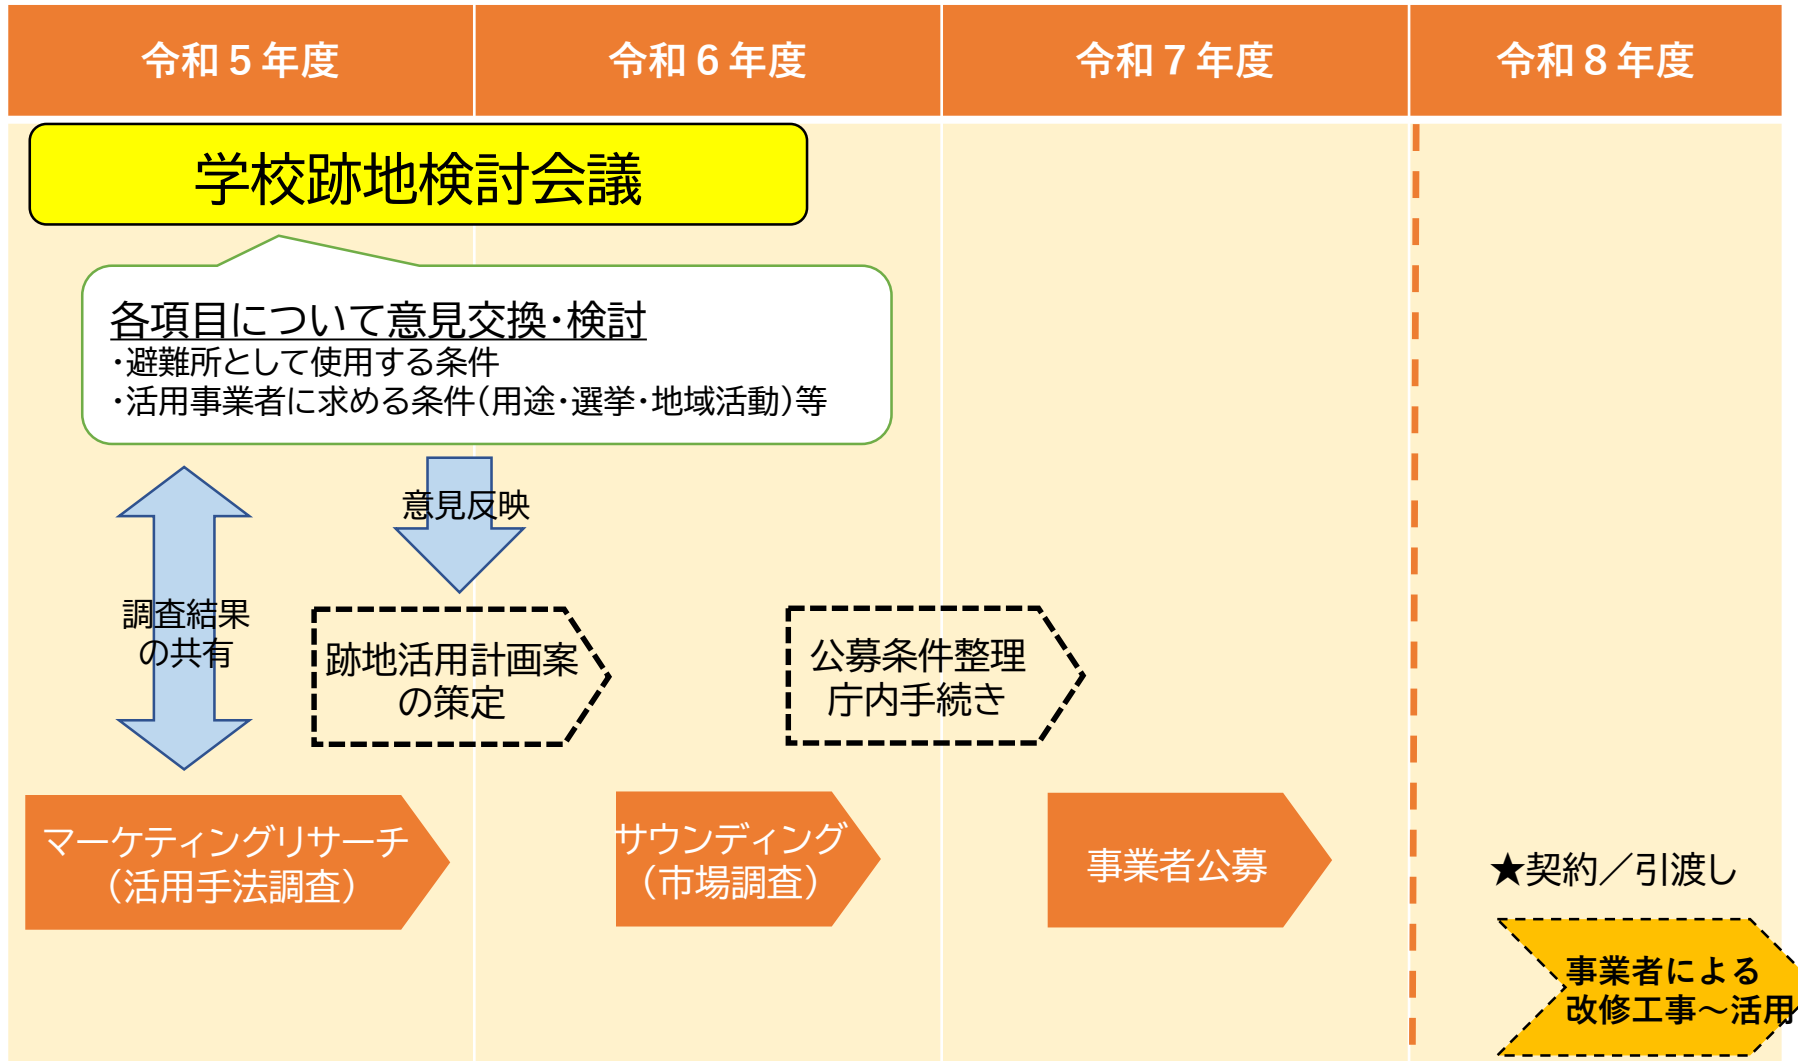 令和５年度
令和６年度
令和７年度
令和８年度
学校跡地検討会議
各項目について意見交換・検討
・避難所として使用する条件
・活用事業者に求める条件（用途・選挙・地域活動）等
意見反映
調査結果
の共有
跡地活用計画案
の策定
公募条件整理
庁内手続き
マーケティングリサーチ
（活用手法調査）
サウンディング
（市場調査）
事業者公募
★契約／引渡し
事業者による
改修工事～活用